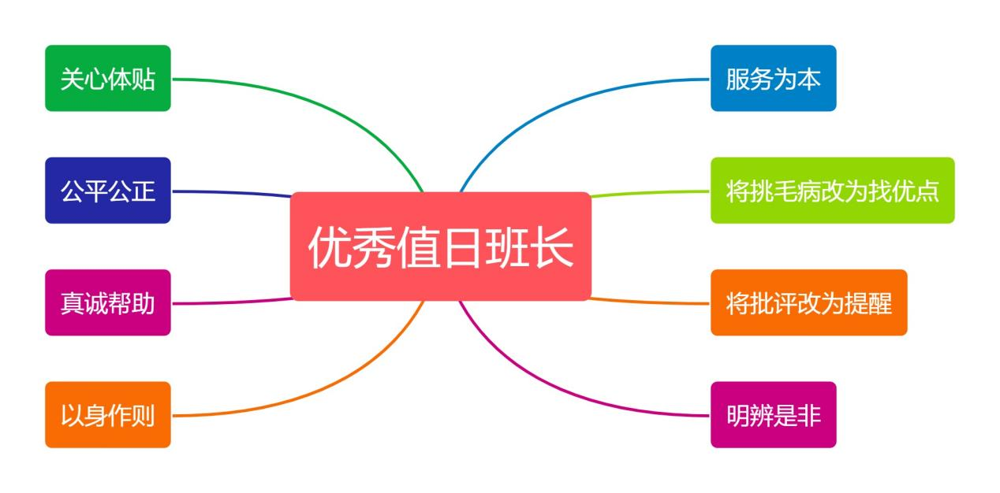 关心体贴
公平公正
真诚帮助
以身作则
优秀值日班长
服务为本
将挑毛病改为找优点
将批评改为提醒
明辨是非